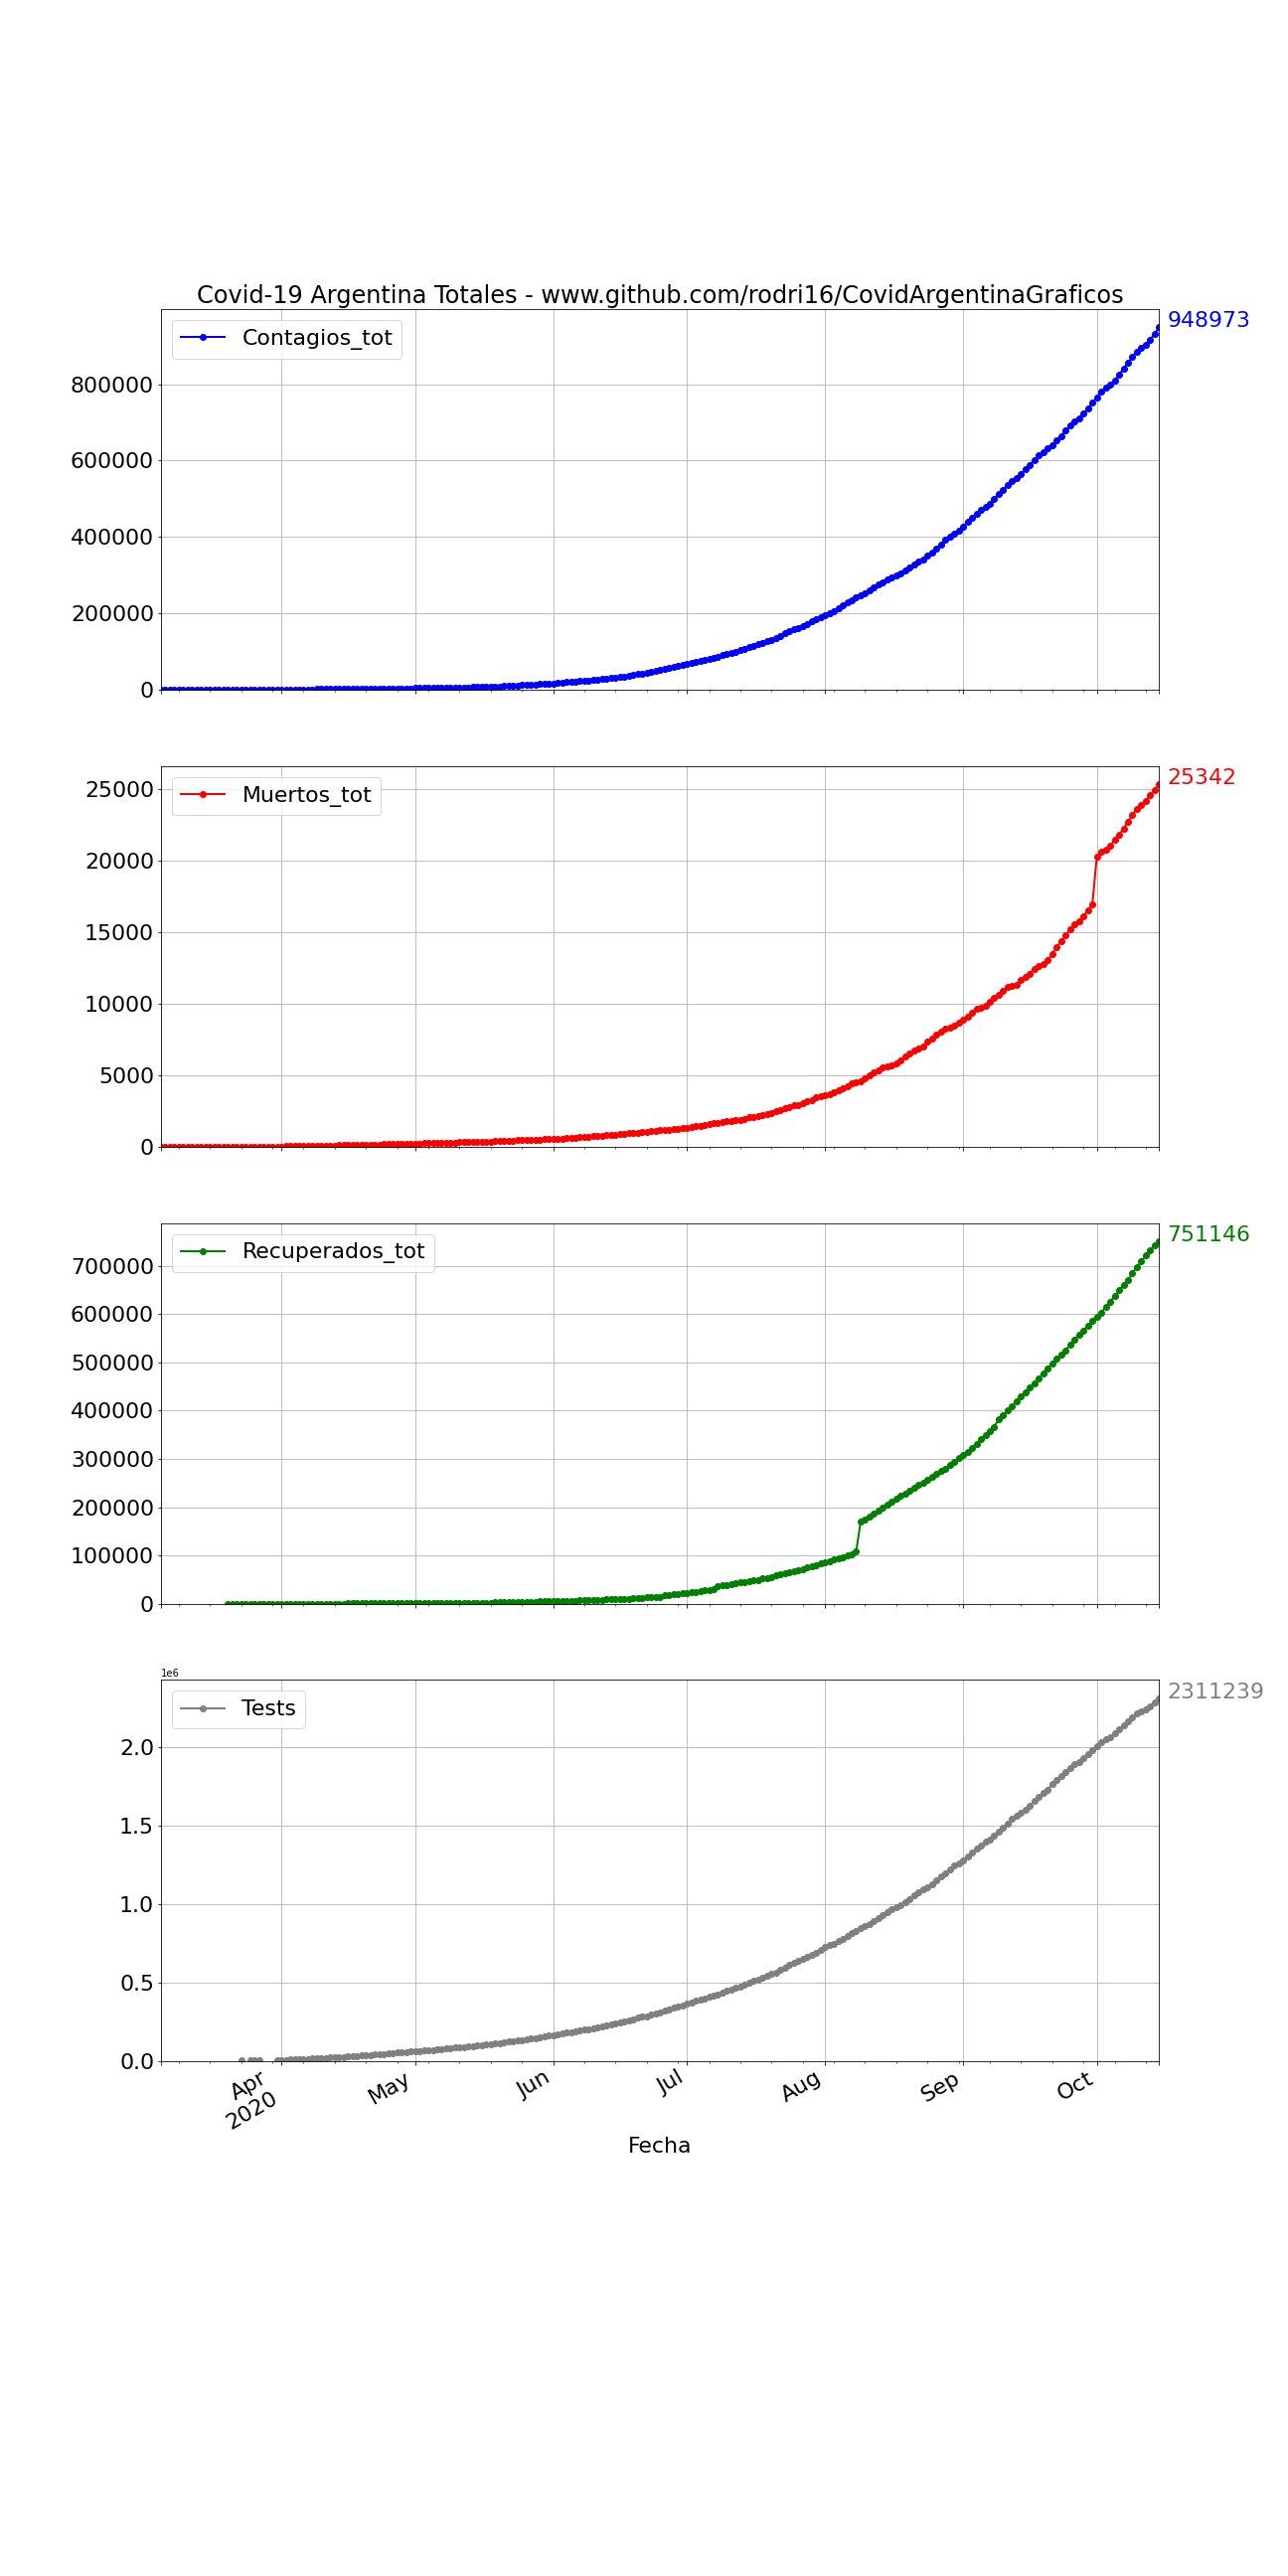 Covid-19 Argentina Totales - www.github.com/rodri16/CovidArgentinaGraficos
948973
Contagios_tot
800000
600000
400000
200000
0
25342
Muertos_tot
25000
20000
15000
10000
5000
0
751146
Recuperados_tot
700000
600000
500000
400000
300000
200000
100000
0
1e6
2311239
Tests
2.0
1.5
1.0
0.5
0.0
Apr
2020
May
Jun
Jul
Aug
Sep
Oct
Fecha